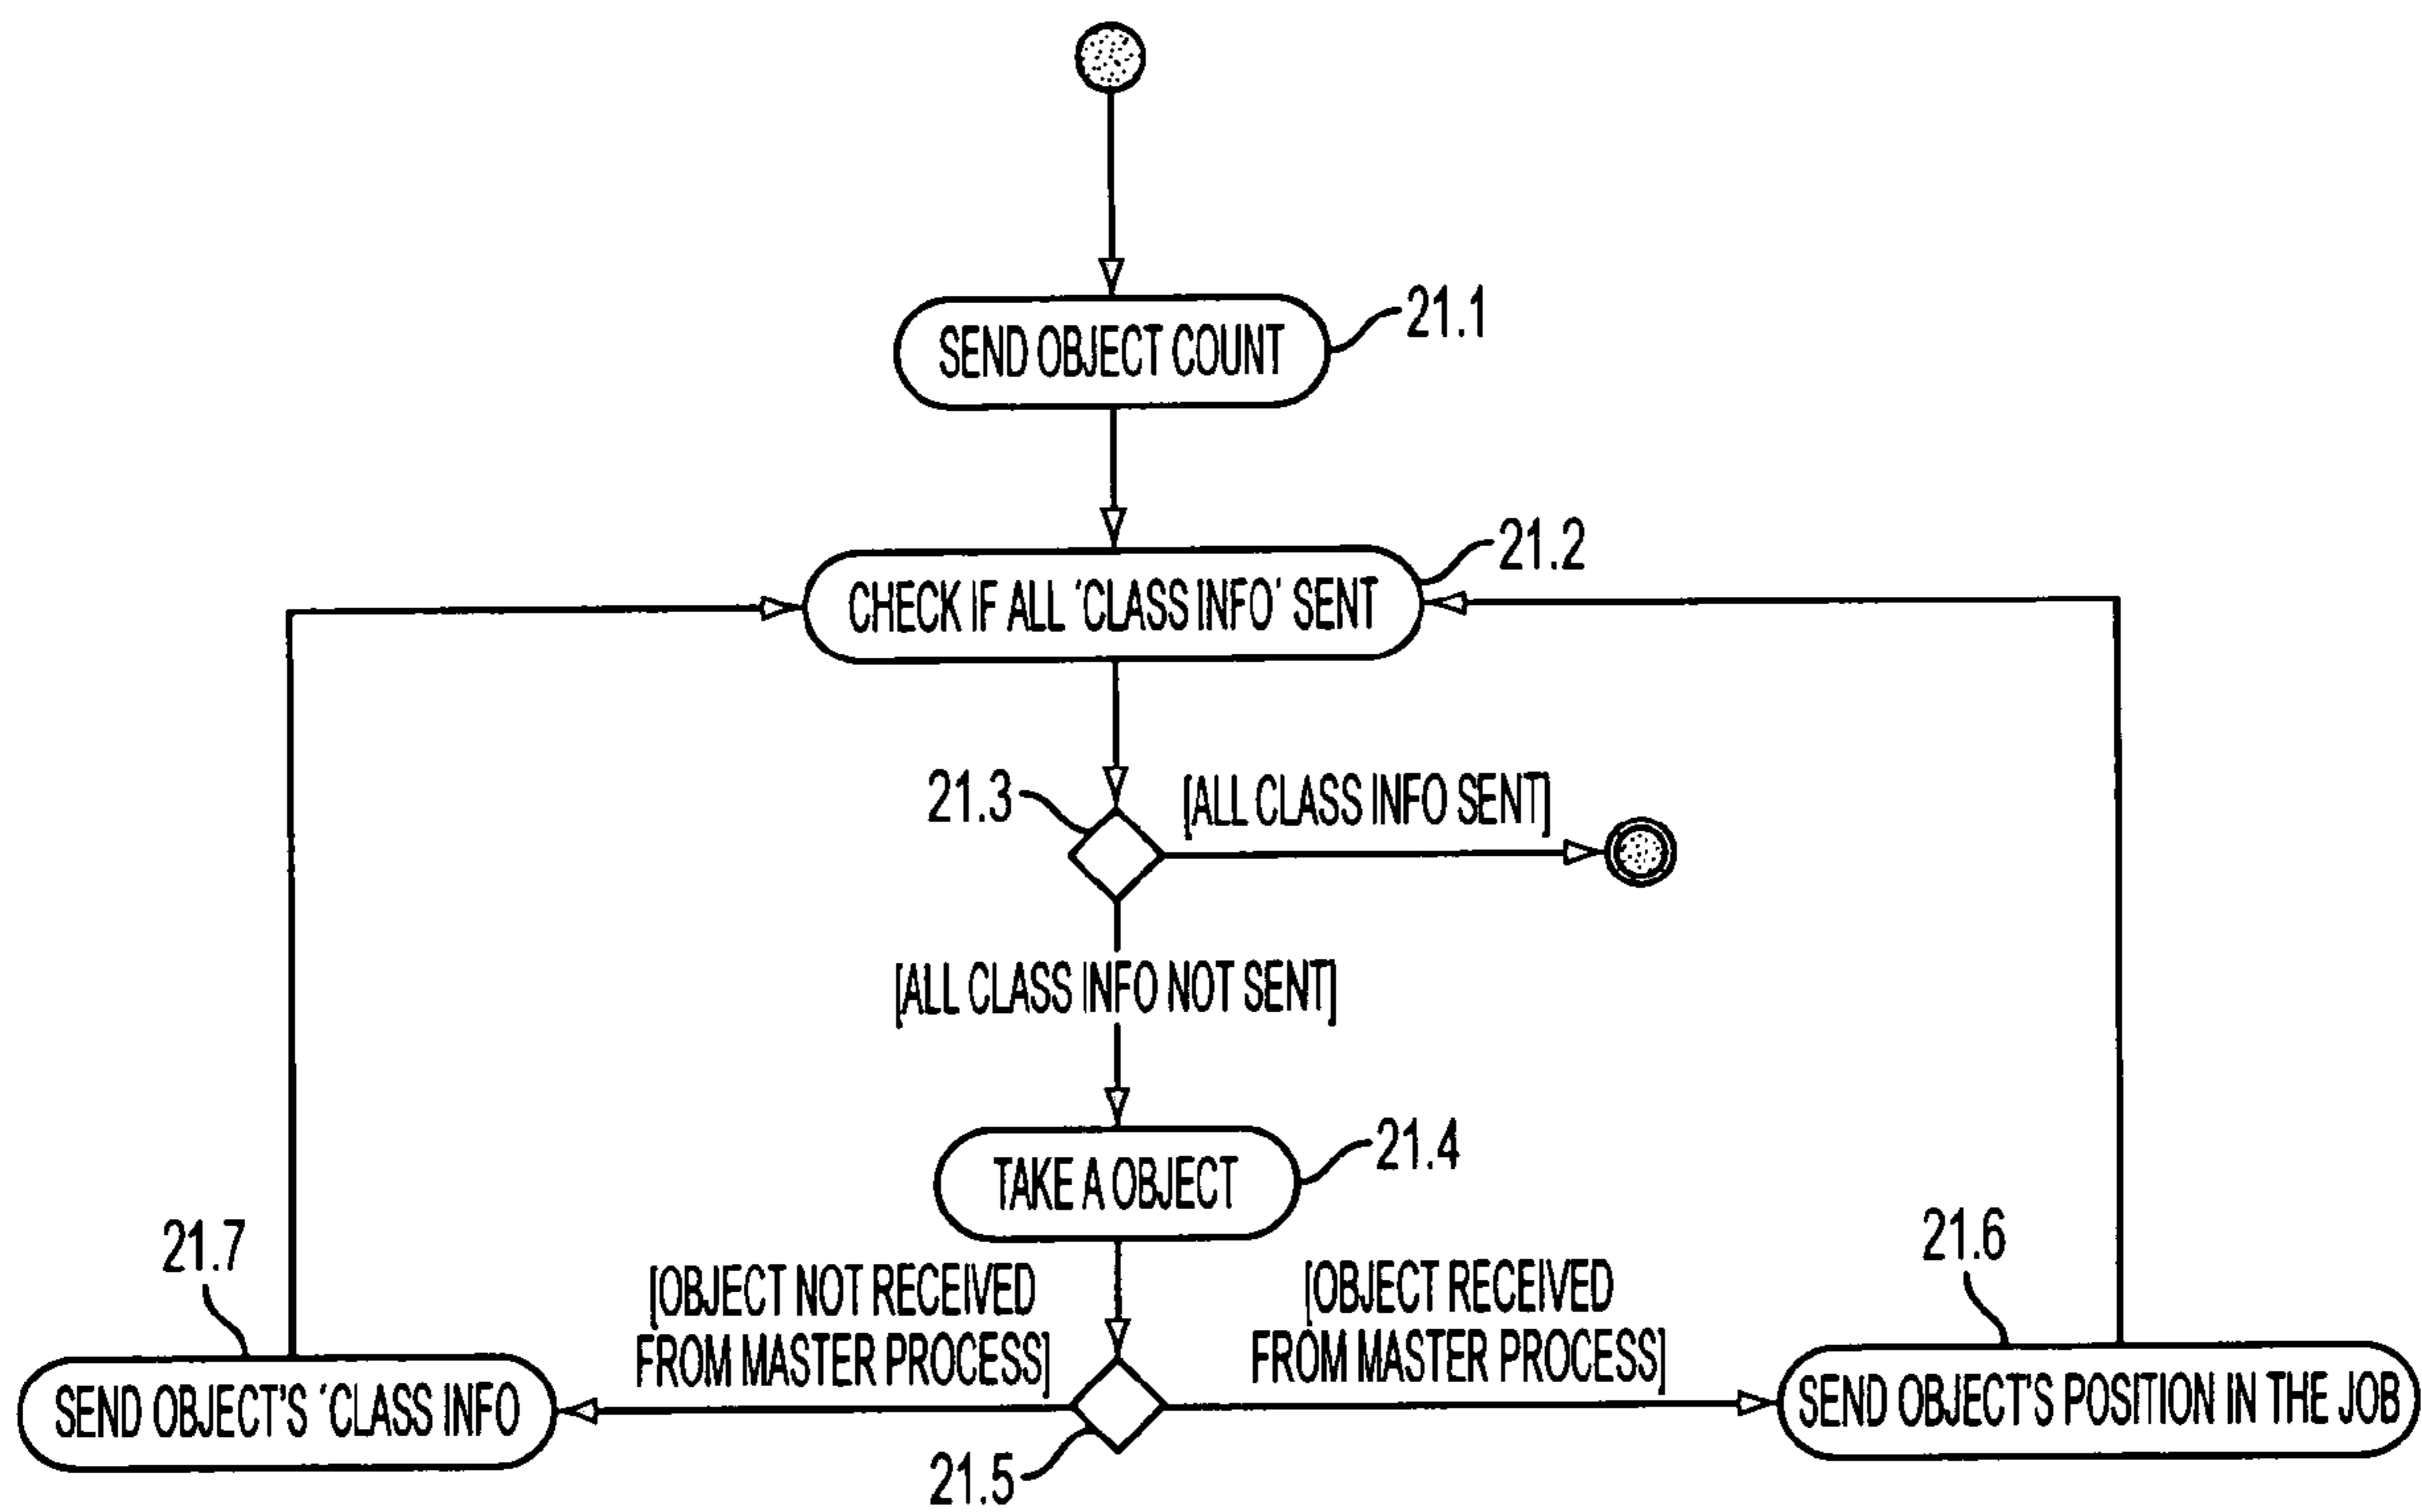 SEND OBJECT COUNT
21.1
CHECK IF ALL 'CLASS INFO' SENT
21.2
21.3
[ALL CLASS INFO SENT]
[ALL CLASS INFO NOT SENT]
TAKE A OBJECT
21.4
21.7
[OBJECT NOT RECEIVED
FROM MASTER PROCESS]
[OBJECT RECEIVED
FROM MASTER PROCESS]
21.6
SEND OBJECT'S 'CLASS INFO
21.5
SEND OBJECT'S POSITION IN THE JOB